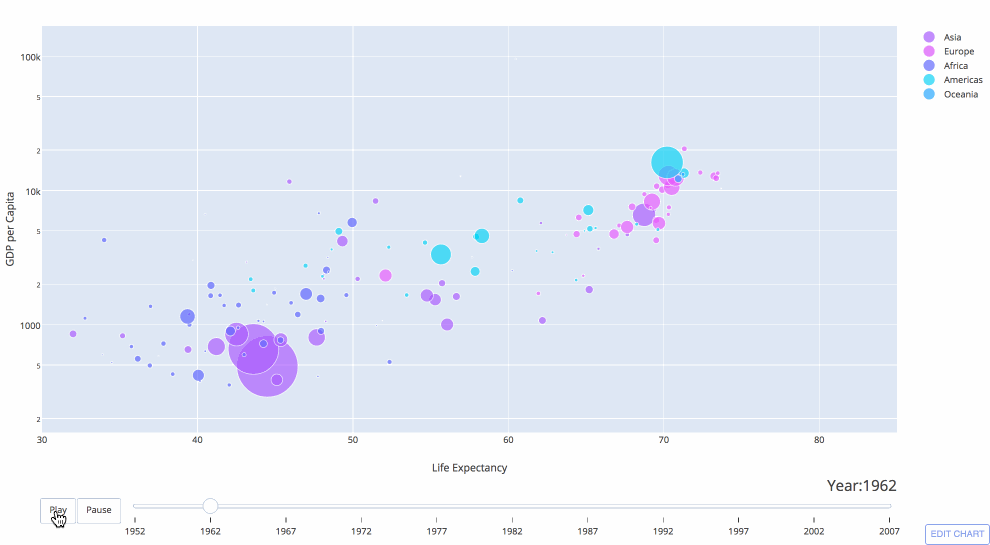 Asia
Europe
Africa
Americas
Oceania
GDP per Capita
100k
5
2
10k
5
2
1000
5
2
30 40 50 60 70 80
Life Expectancy
Year:1962
Play Pause
1952 1962 1967 1972 1977 1982 1987 1992 1997 2002 2007
EDIT CHART